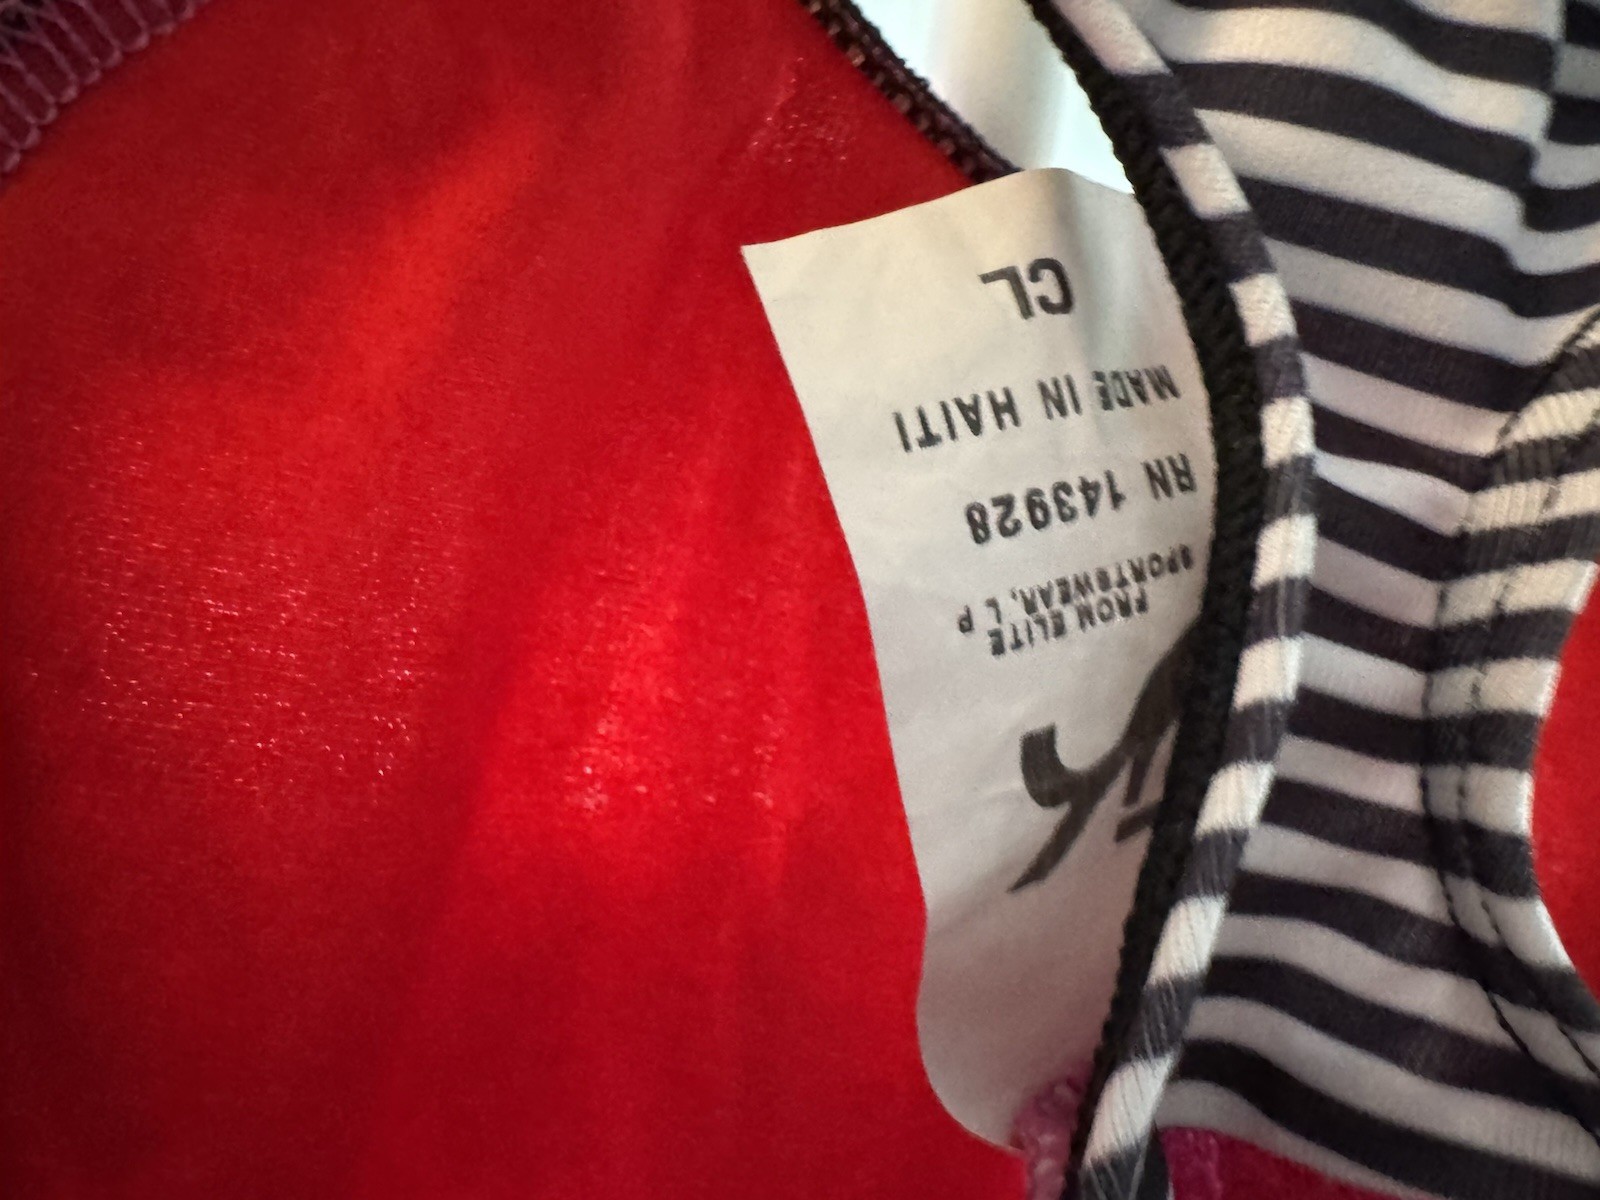 FROM ELITE
SPORTSWEAR, L P
RN 143928
MADE IN HAITI
CL